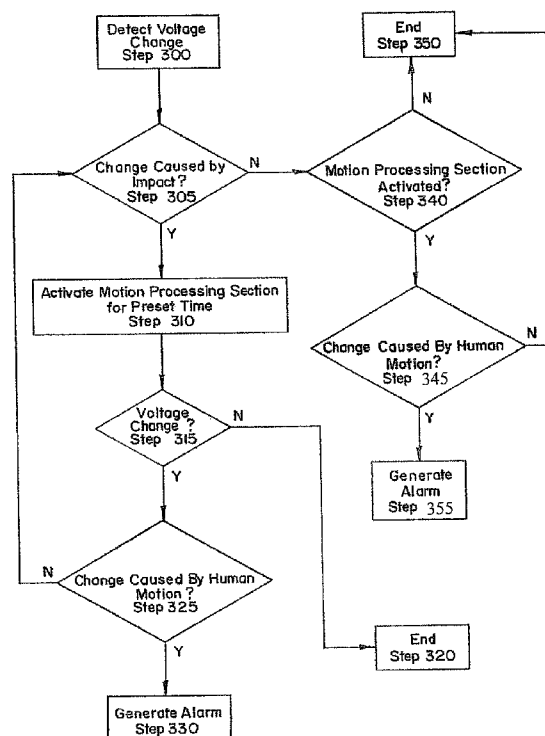 Detect Voltage
Change
Step 300
Change Caused by
Impact?
Step 305
N
Y
Activate Motion Processing Section
for Preset Time
Step 310
Voltage
Change?
Step 315
N
Y
Change Caused By Human
Motion?
Step 325
N
Y
Generate Alarm
Step 330
End
Step 350
N
Motion Processing Section
Activated?
Step 340
Y
Change Caused By Human
Motion?
Step 345
N
Y
Generate
Alarm
Step 355
End
Step 320